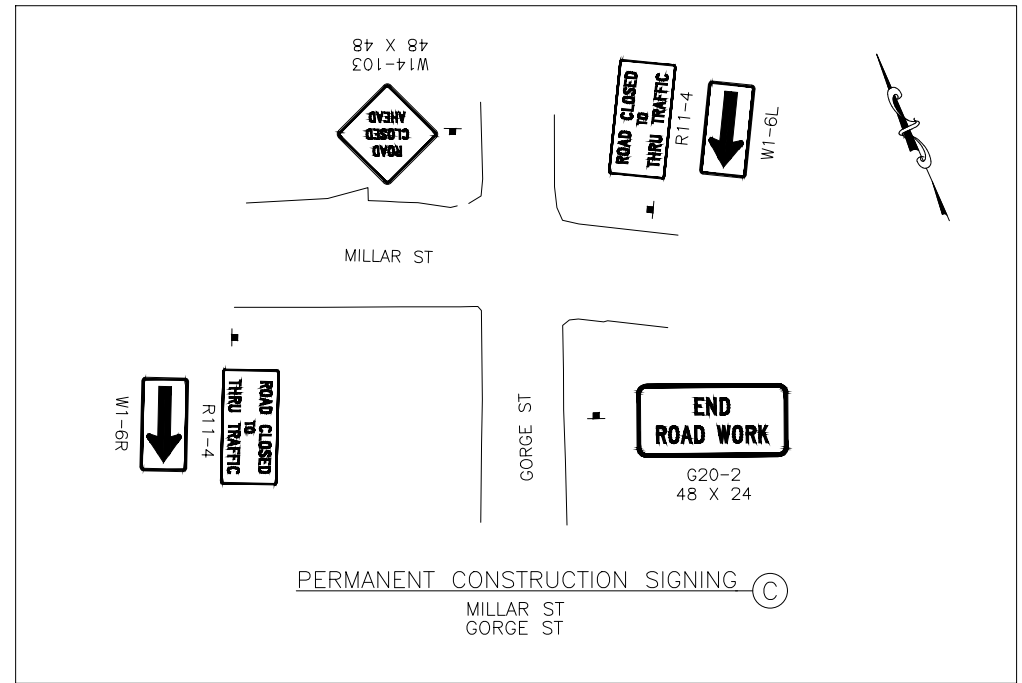 W14-103
48 X 48
ROAD
CLOSED
AHEAD
ROAD CLOSED
TO
THRU TRAFFIC
R11-4
W1-6L
MILLAR ST
W1-6R
R11-4
ROAD CLOSED
TO
THRU TRAFFIC
GORGE ST
END
ROAD WORK
G20-2
48 X 24
PERMANENT CONSTRUCTION SIGNING
C
MILLAR ST
GORGE ST